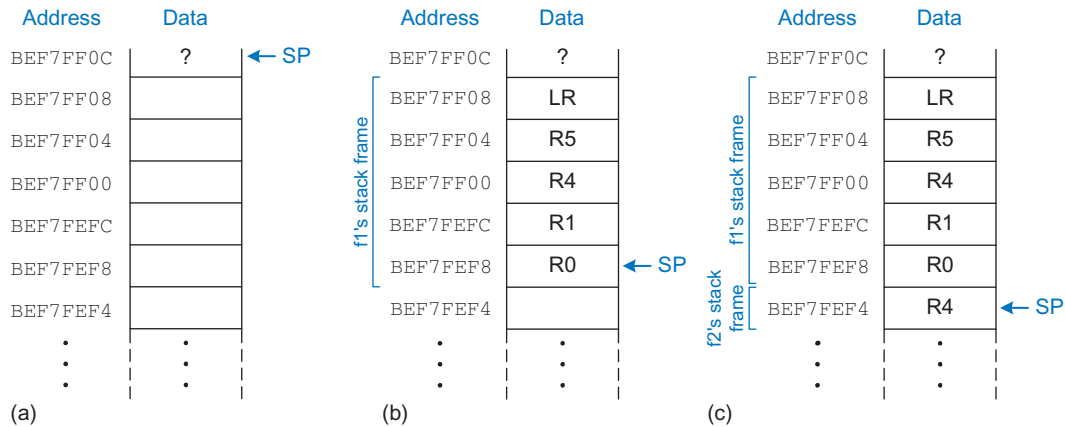 Address Data
BEF7FF0C ? SP
BEF7FF08
BEF7FF04
BEF7FF00
BEF7FEFC
BEF7FEF8
BEF7FEF4
(a)
Address Data
BEF7FF0C ?
f1's stack frame
BEF7FF08 LR
BEF7FF04 R5
BEF7FF00 R4
BEF7FEFC R1
BEF7FEF8 R0 SP
BEF7FEF4
(b)
Address Data
BEF7FF0C ?
f1's stack frame
BEF7FF08 LR
BEF7FF04 R5
BEF7FF00 R4
BEF7FEFC R1
BEF7FEF8 R0
f2's stack
frame
BEF7FEF4 R4 SP
(c)